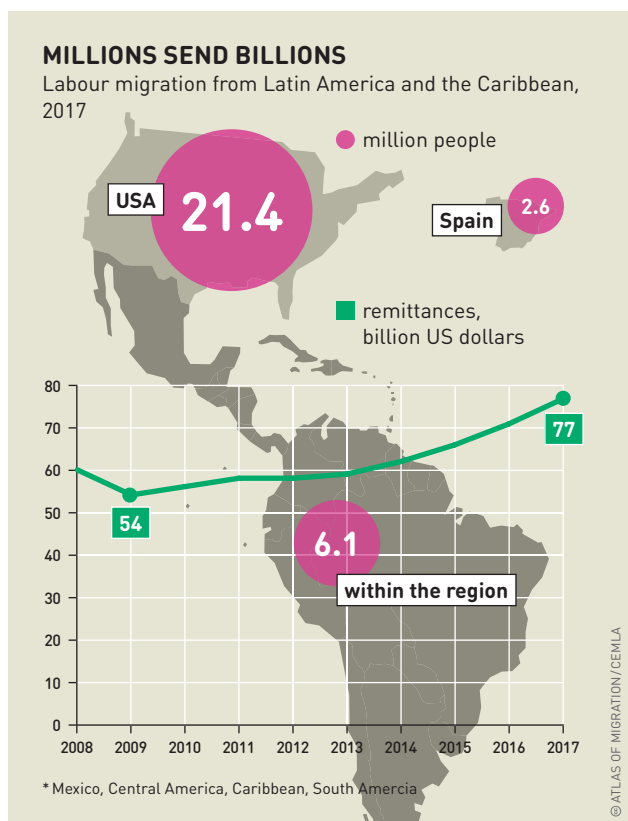 MILLIONS SEND BILLIONS
Labour migration from Latin America and the Caribbean,
2017
million people
USA
21.4
2.6
Spain
remittances,
billion US dollars
80
70
60
50
40
30
20
10
0
77
54
6.1
within the region
2008 2009 2010 2011 2012 2013 2014 2015 2016 2017
* Mexico, Central America, Caribbean, South Amercia
© ATLAS OF MIGRATION / CEMLA